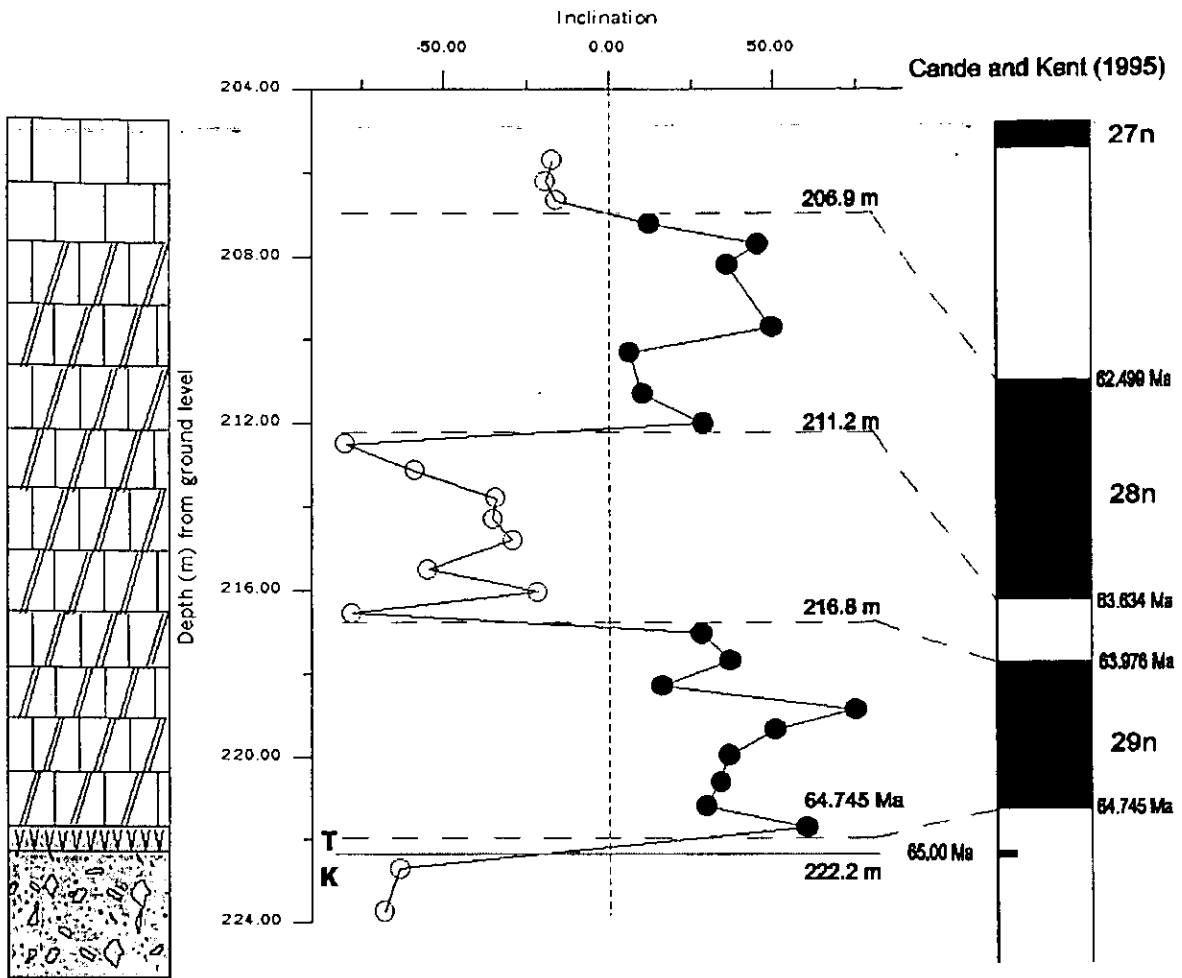 Inclination
-50.00 0.00 50.00
Cande and Kent (1995)
204.00
27n
206.9 m
208.00
62.499 Ma
212.00
211.2 m
28n
Depth (m) from ground level
63.634 Ma
216.00
216.8 m
63.976 Ma
29n
220.00
64.745 Ma
64.745 Ma
T
65.00 Ma
K
222.2 m
224.00